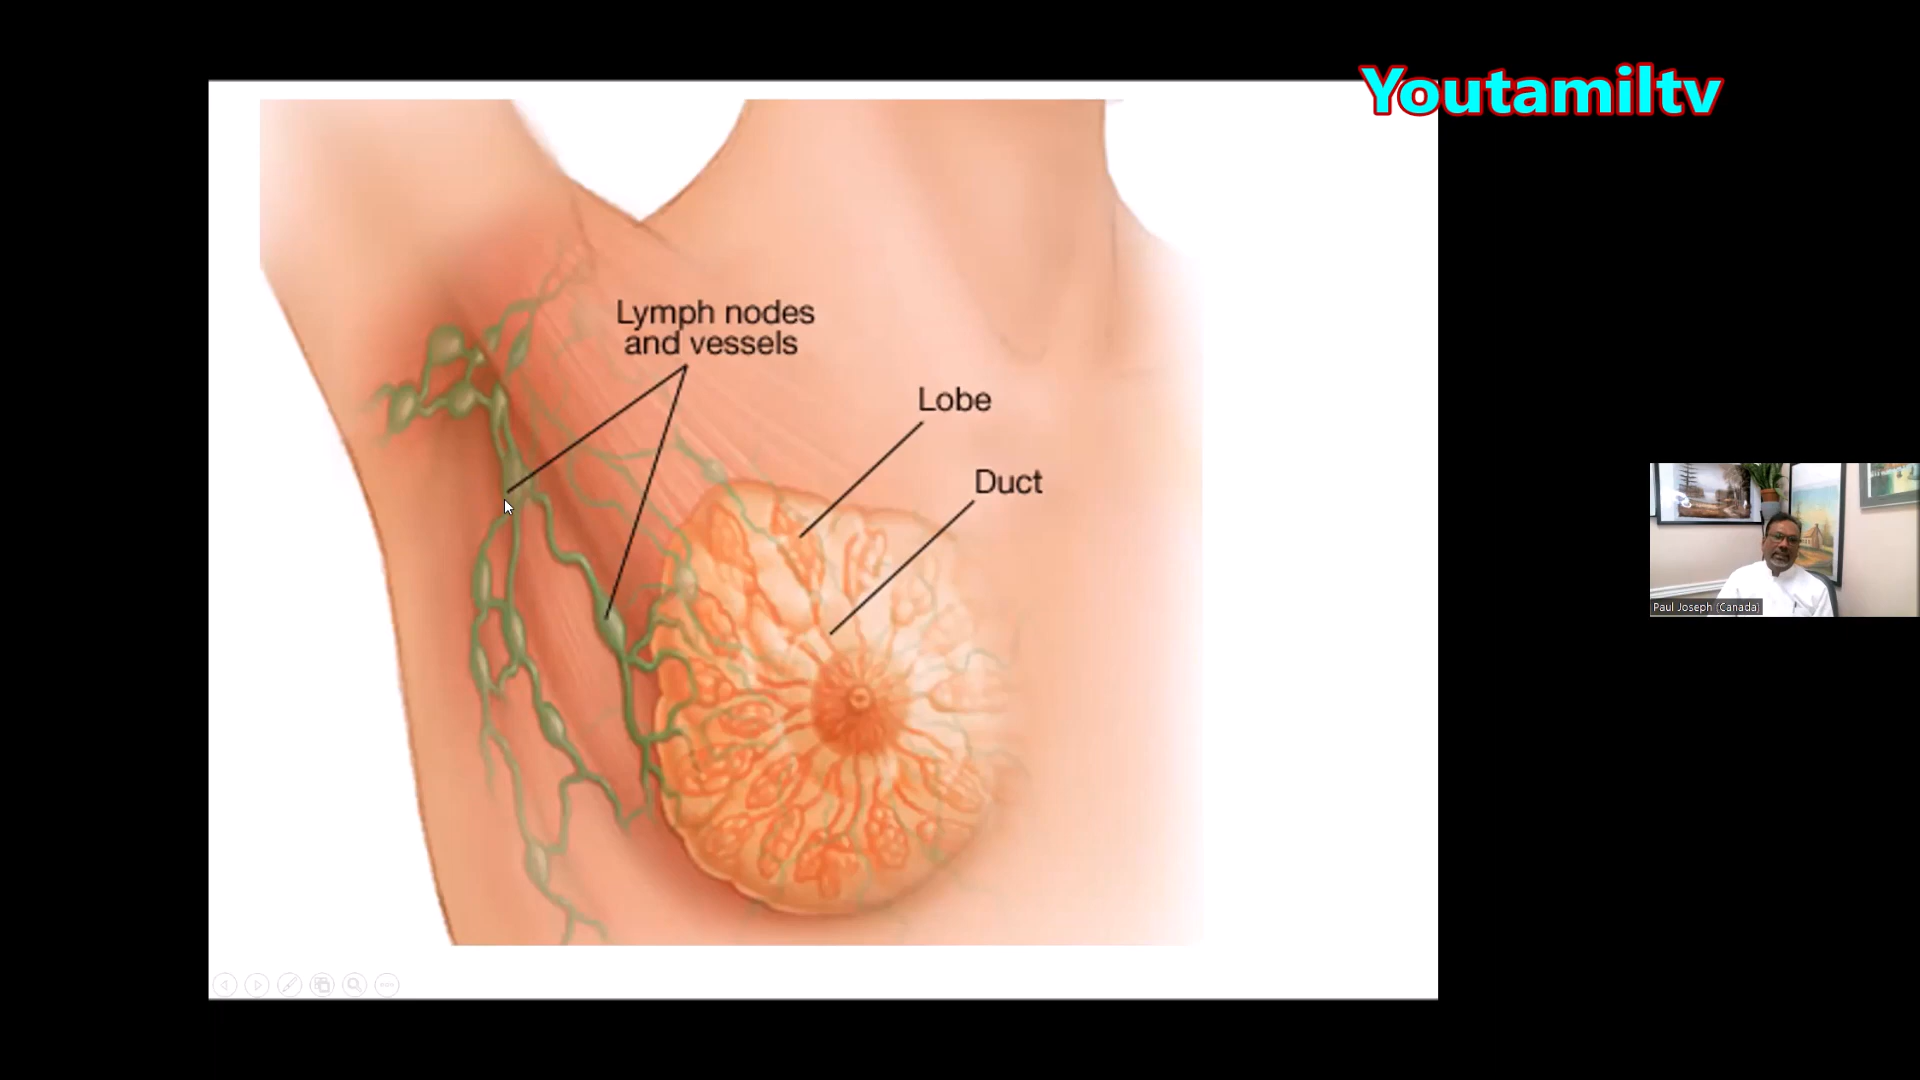 Youtamiltv
Lymph nodes
and vessels
Lobe
Duct
Paul Joseph (Canada)